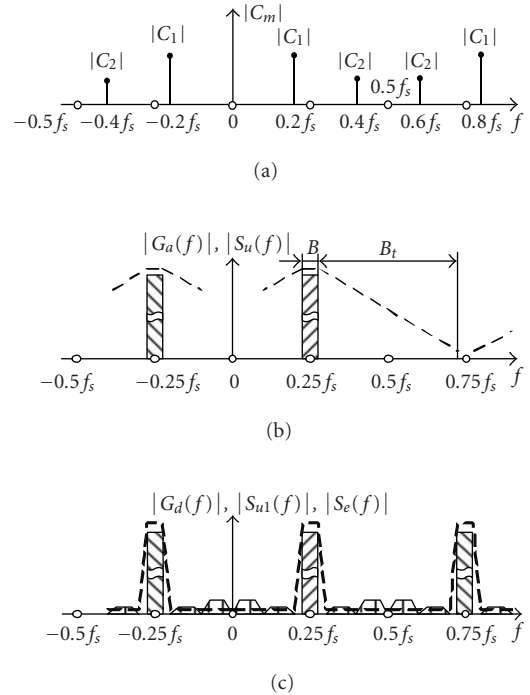 |C_m|
|C_1| |C_1| |C_1|
|C_2| |C_2| |C_2|
0.5f_s
−0.5f_s −0.4f_s −0.2f_s 0 0.2f_s 0.4f_s 0.6f_s 0.8f_s f
(a)
|G_a(f)|, |S_u(f)| B B_t
−0.5f_s −0.25f_s 0 0.25f_s 0.5f_s 0.75f_s f
(b)
|G_d(f)|, |S_{u1}(f)|, |S_e(f)|
−0.5f_s −0.25f_s 0 0.25f_s 0.5f_s 0.75f_s f
(c)